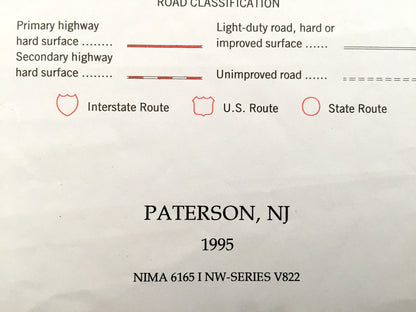 ROAD CLASSIFICATION
Primary highway
hard surface ........
Light-duty road, hard or
improved surface ......
Secondary highway
hard surface ........
Unimproved road ......
Interstate Route
U.S. Route
State Route
PATERSON, NJ
1995
NIMA 6165 I NW-SERIES V822